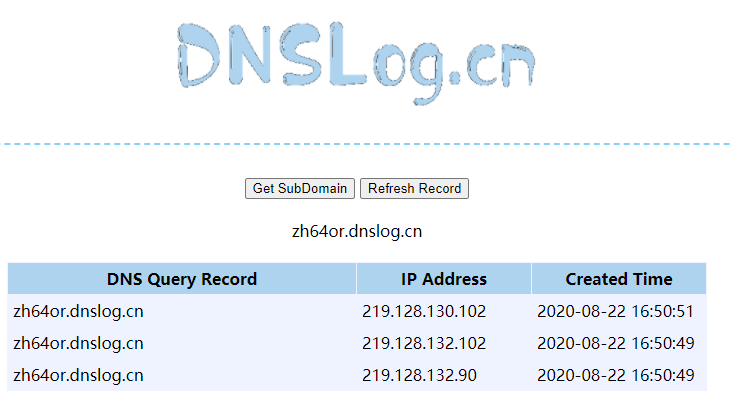 DNSLog.cn
Get SubDomain Refresh Record
zh64or.dnslog.cn
DNS Query Record IP Address Created Time
zh64or.dnslog.cn 219.128.130.102 2020-08-22 16:50:51
zh64or.dnslog.cn 219.128.132.102 2020-08-22 16:50:49
zh64or.dnslog.cn 219.128.132.90 2020-08-22 16:50:49